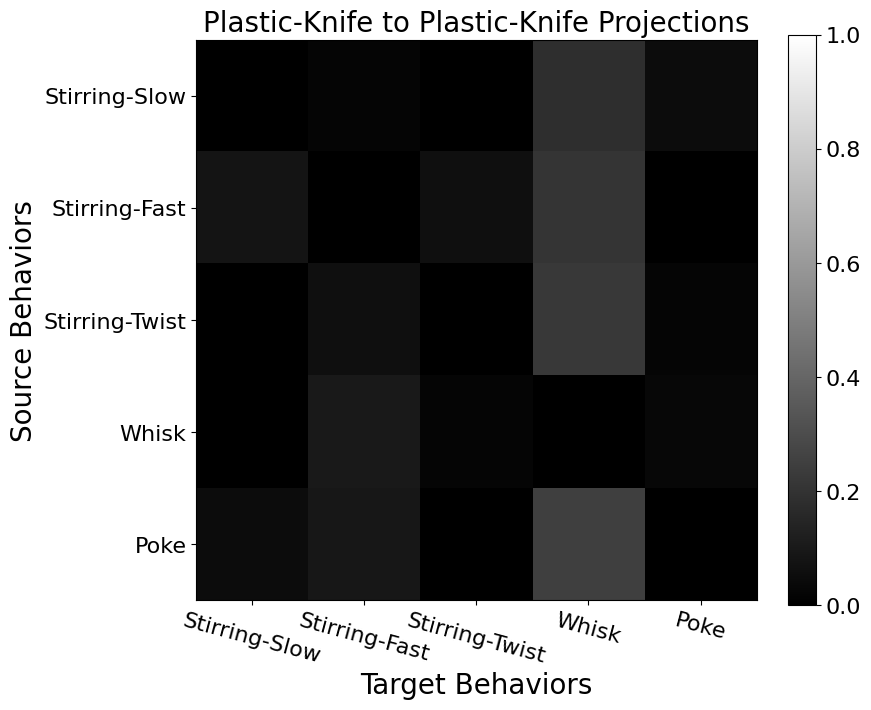 Plastic-Knife to Plastic-Knife Projections
Source Behaviors
Stirring-Slow
Stirring-Fast
Stirring-Twist
Whisk
Poke
Stirring-Slow
Stirring-Fast
Stirring-Twist
Whisk
Poke
Target Behaviors
1.0
0.8
0.6
0.4
0.2
0.0